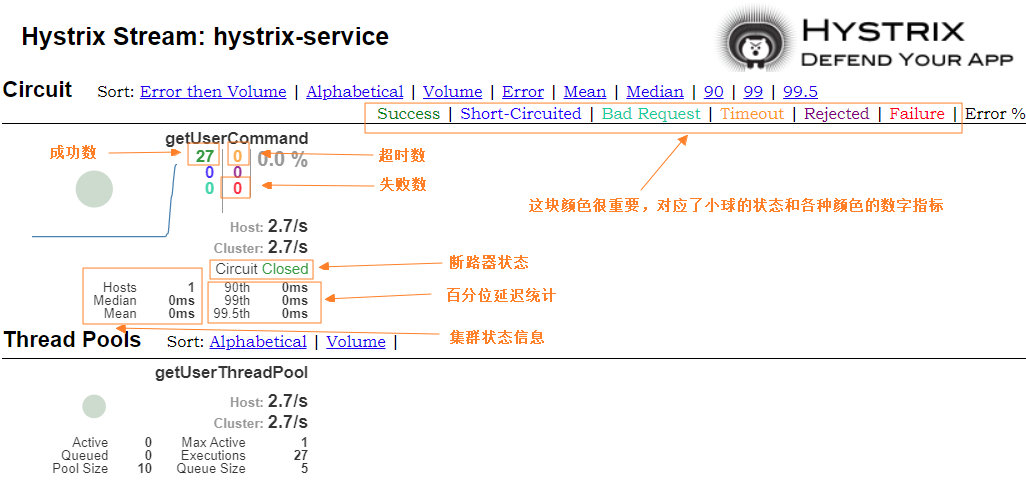 Hystrix Stream: hystrix-service
HYSTRIX
DEFEND YOUR APP
Circuit Sort: Error then Volume | Alphabetical | Volume | Error | Mean | Median | 90 | 99 | 99.5
Success | Short-Circuited | Bad Request | Timeout | Rejected | Failure | Error %
getUserCommand
成功数 27 0 0.0 % 超时数
0 0
0 0 失败数
这块颜色很重要，对应了小球的状态和各种颜色的数字指标
Host: 2.7/s
Cluster: 2.7/s
Circuit Closed 断路器状态
Hosts 1 90th 0ms
Median 0ms 99th 0ms 百分位延迟统计
Mean 0ms 99.5th 0ms
集群状态信息
Thread Pools Sort: Alphabetical | Volume |
getUserThreadPool
Host: 2.7/s
Cluster: 2.7/s
Active 0 Max Active 1
Queued 0 Executions 27
Pool Size 10 Queue Size 5